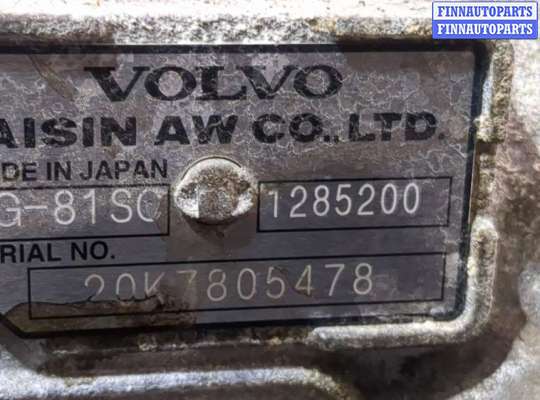 FINNAUTOPARTS
FINNAUTOPARTS
VOLVO
AISIN AW CO.,LTD.
DE IN JAPAN
G-81SC 1285200
RIAL NO.
20K7805478